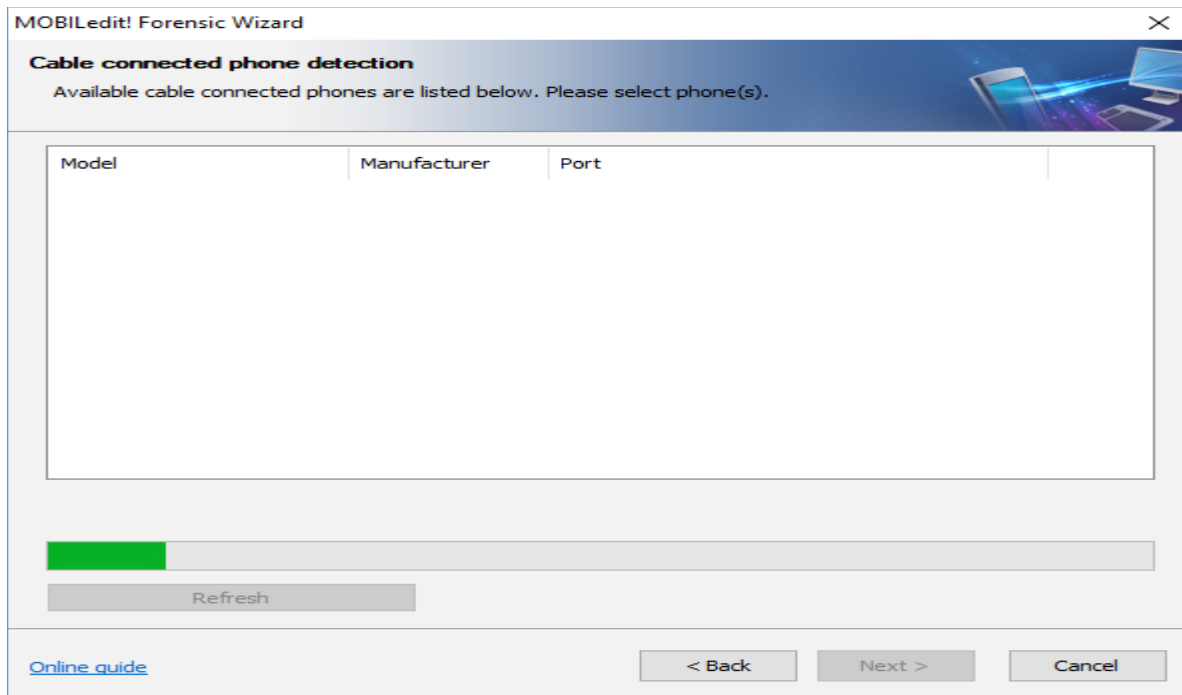 MOBILedit! Forensic Wizard
Cable connected phone detection
Available cable connected phones are listed below. Please select phone(s).
Model Manufacturer Port
Refresh
Online guide < Back Next > Cancel